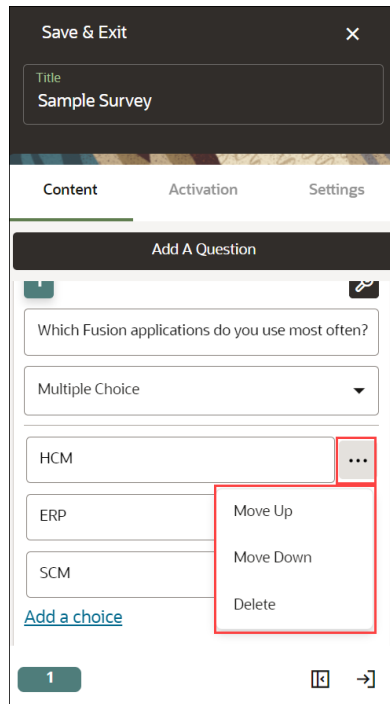 Save & Exit
Title
Sample Survey
Content Activation Settings
Add A Question
1
Which Fusion applications do you use most often?
Multiple Choice
HCM
ERP
SCM
Move Up
Move Down
Delete
Add a choice
1